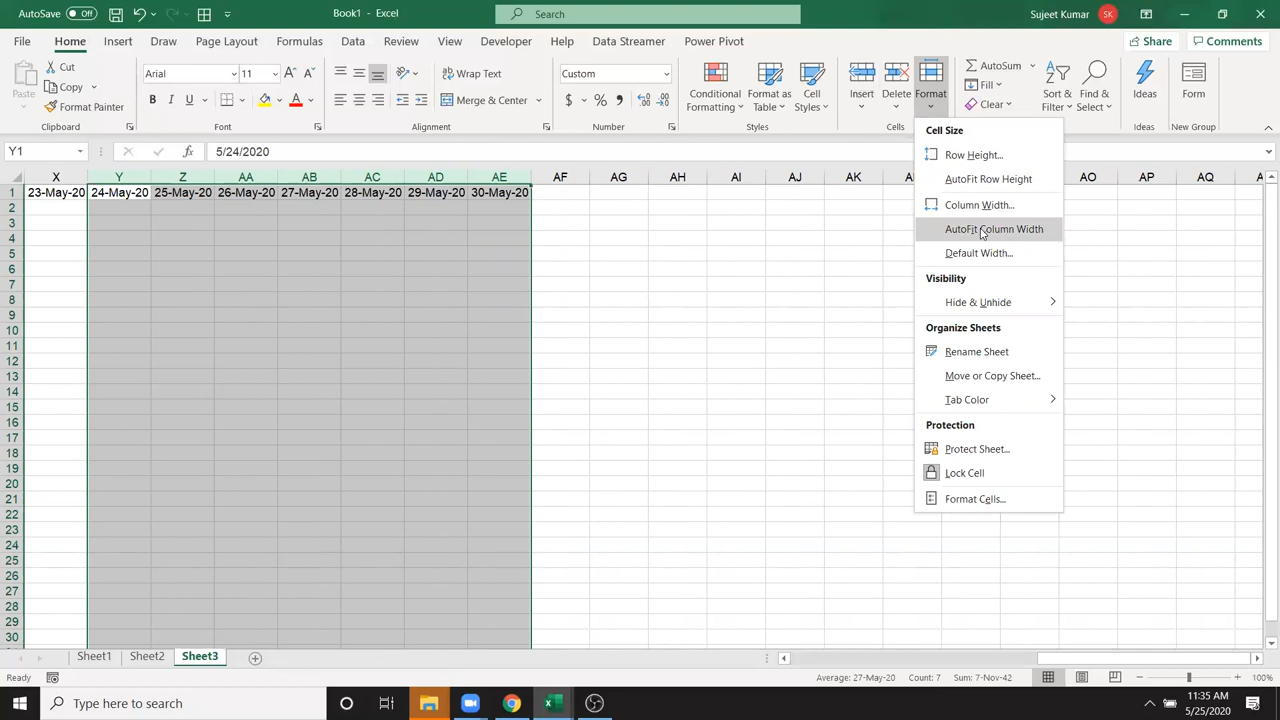 AutoSave Off Book1 - Excel Search Sujeet Kumar SK
File Home Insert Draw Page Layout Formulas Data Review View Developer Help Data Streamer Power Pivot Share Comments
Paste Cut Copy Format Painter
Clipboard
Arial 11 A A
B I U A
Font
Wrap Text
Merge & Center
Alignment
Custom
$ % , .00
Number
Conditional Formatting Format as Table Cell Styles
Styles
Insert Delete Format
Cells
AutoSum
Fill
Clear
Sort & Filter Find & Select
Ideas
Ideas
Form
New Group
Y1 fx 5/24/2020
X Y Z AA AB AC AD AE AF AG AH AI AJ AK AO AP AQ
1 23-May-20 24-May-20 25-May-20 26-May-20 27-May-20 28-May-20 29-May-20 30-May-20
2
3
4
5
6
7
8
9
10
11
12
13
14
15
16
17
18
19
20
21
22
23
24
25
26
27
28
29
30
Cell Size
Row Height...
AutoFit Row Height
Column Width...
AutoFit Column Width
Default Width...
Visibility
Hide & Unhide
Organize Sheets
Rename Sheet
Move or Copy Sheet...
Tab Color
Protection
Protect Sheet...
Lock Cell
Format Cells...
Sheet1 Sheet2 Sheet3
Ready Average: 27-May-20 Count: 7 Sum: 7-Nov-42 100%
Type here to search 11:35 AM
5/25/2020